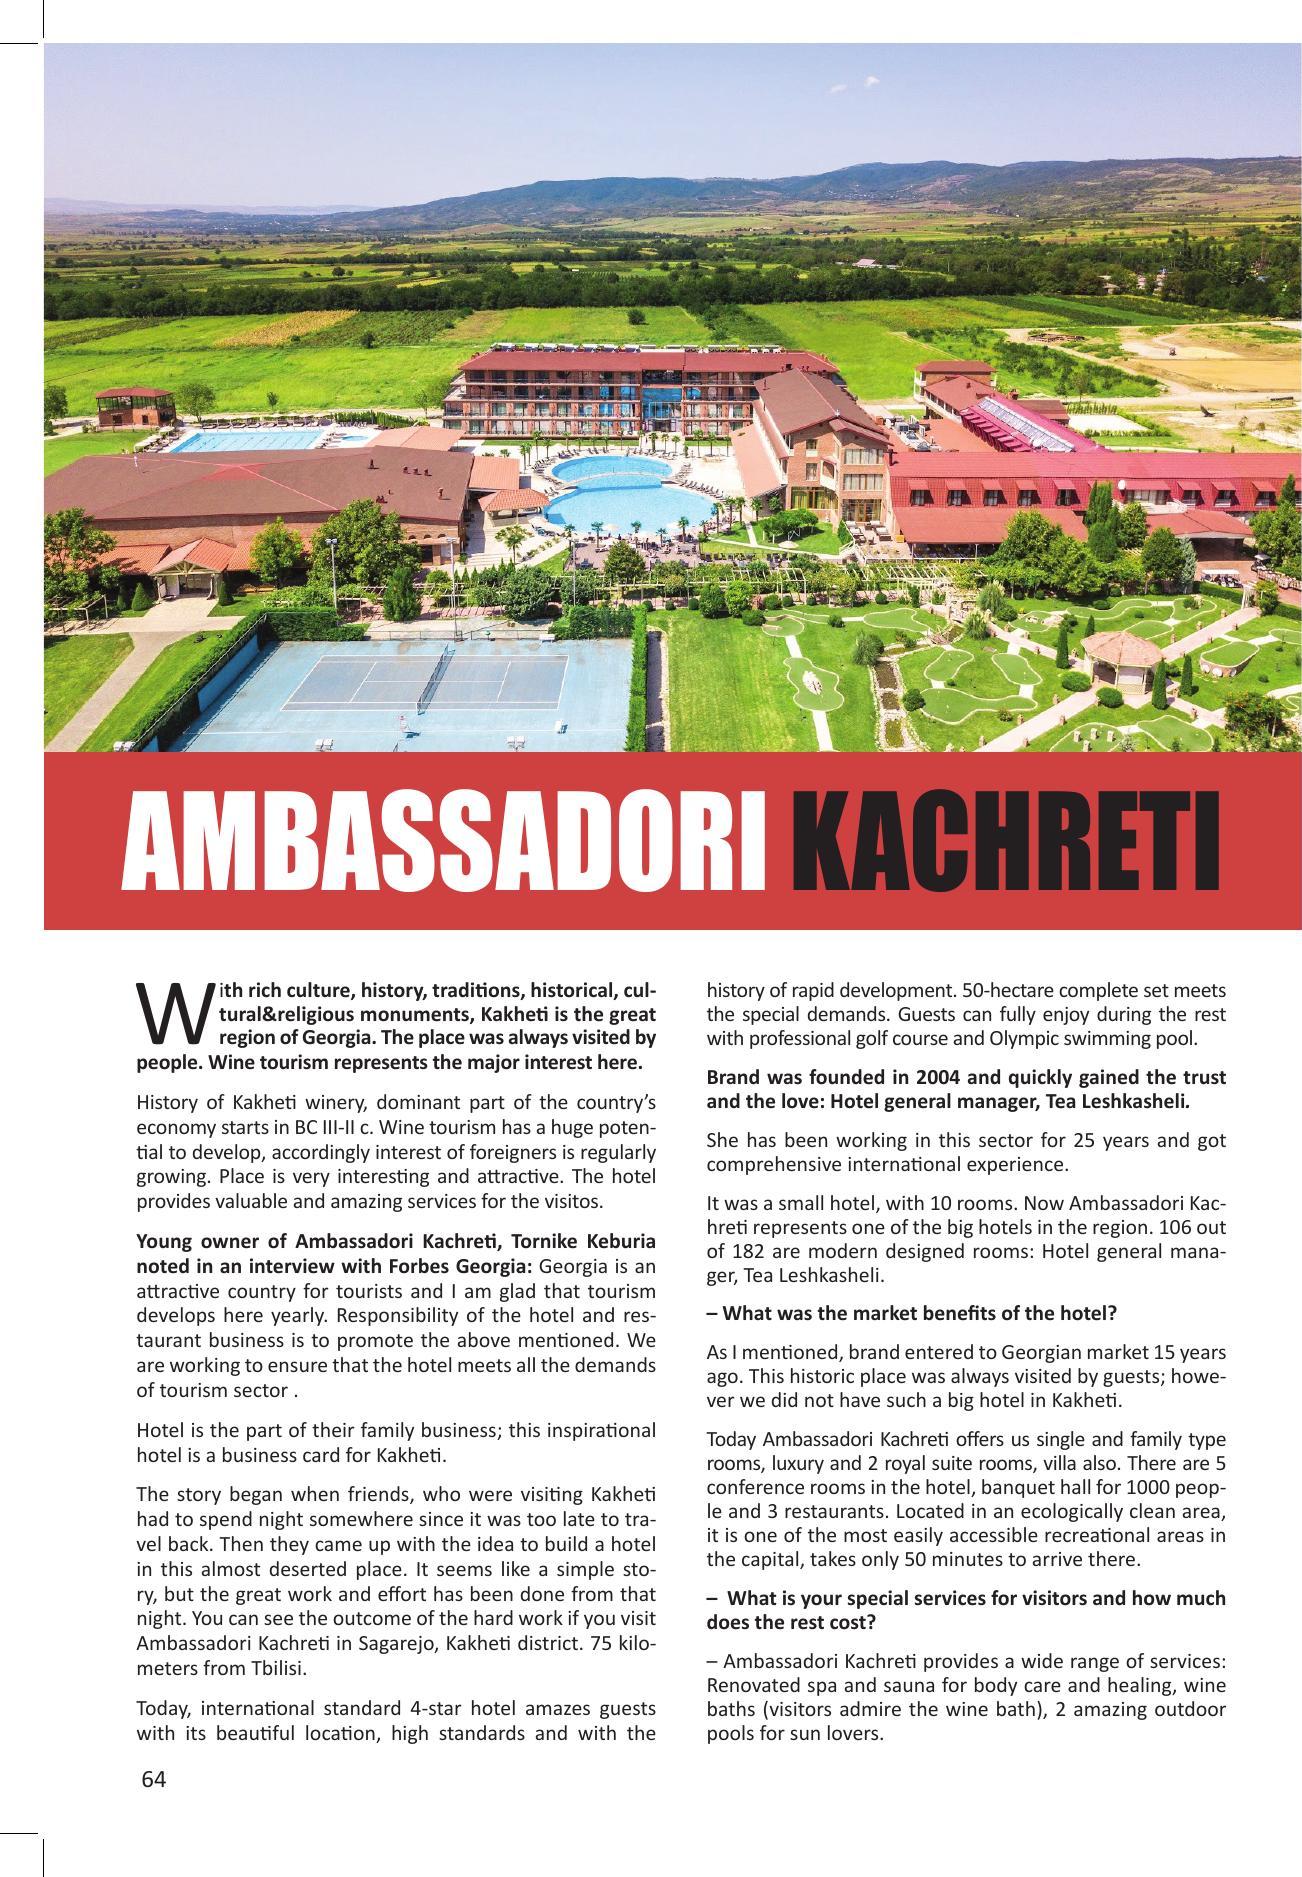 AMBASSADORI KACHRETI
With rich culture, history, traditions, historical, cul-
tural&religious monuments, Kakheti is the great
region of Georgia. The place was always visited by
people. Wine tourism represents the major interest here.
History of Kakheti winery, dominant part of the country’s
economy starts in BC III-II c. Wine tourism has a huge poten-
tial to develop, accordingly interest of foreigners is regularly
growing. Place is very interesting and attractive. The hotel
provides valuable and amazing services for the visitos.
Young owner of Ambassadori Kachreti, Tornike Keburia
noted in an interview with Forbes Georgia: Georgia is an
attractive country for tourists and I am glad that tourism
develops here yearly. Responsibility of the hotel and res-
taurant business is to promote the above mentioned. We
are working to ensure that the hotel meets all the demands
of tourism sector .
Hotel is the part of their family business; this inspirational
hotel is a business card for Kakheti.
The story began when friends, who were visiting Kakheti
had to spend night somewhere since it was too late to tra-
vel back. Then they came up with the idea to build a hotel
in this almost deserted place. It seems like a simple sto-
ry, but the great work and effort has been done from that
night. You can see the outcome of the hard work if you visit
Ambassadori Kachreti in Sagarejo, Kakheti district. 75 kilo-
meters from Tbilisi.
Today, international standard 4-star hotel amazes guests
with its beautiful location, high standards and with the
history of rapid development. 50-hectare complete set meets
the special demands. Guests can fully enjoy during the rest
with professional golf course and Olympic swimming pool.
Brand was founded in 2004 and quickly gained the trust
and the love: Hotel general manager, Tea Leshkasheli.
She has been working in this sector for 25 years and got
comprehensive international experience.
It was a small hotel, with 10 rooms. Now Ambassadori Kac-
hreti represents one of the big hotels in the region. 106 out
of 182 are modern designed rooms: Hotel general mana-
ger, Tea Leshkasheli.
– What was the market benefits of the hotel?
As I mentioned, brand entered to Georgian market 15 years
ago. This historic place was always visited by guests; howe-
ver we did not have such a big hotel in Kakheti.
Today Ambassadori Kachreti offers us single and family type
rooms, luxury and 2 royal suite rooms, villa also. There are 5
conference rooms in the hotel, banquet hall for 1000 peop-
le and 3 restaurants. Located in an ecologically clean area,
it is one of the most easily accessible recreational areas in
the capital, takes only 50 minutes to arrive there.
– What is your special services for visitors and how much
does the rest cost?
– Ambassadori Kachreti provides a wide range of services:
Renovated spa and sauna for body care and healing, wine
baths (visitors admire the wine bath), 2 amazing outdoor
pools for sun lovers.
64